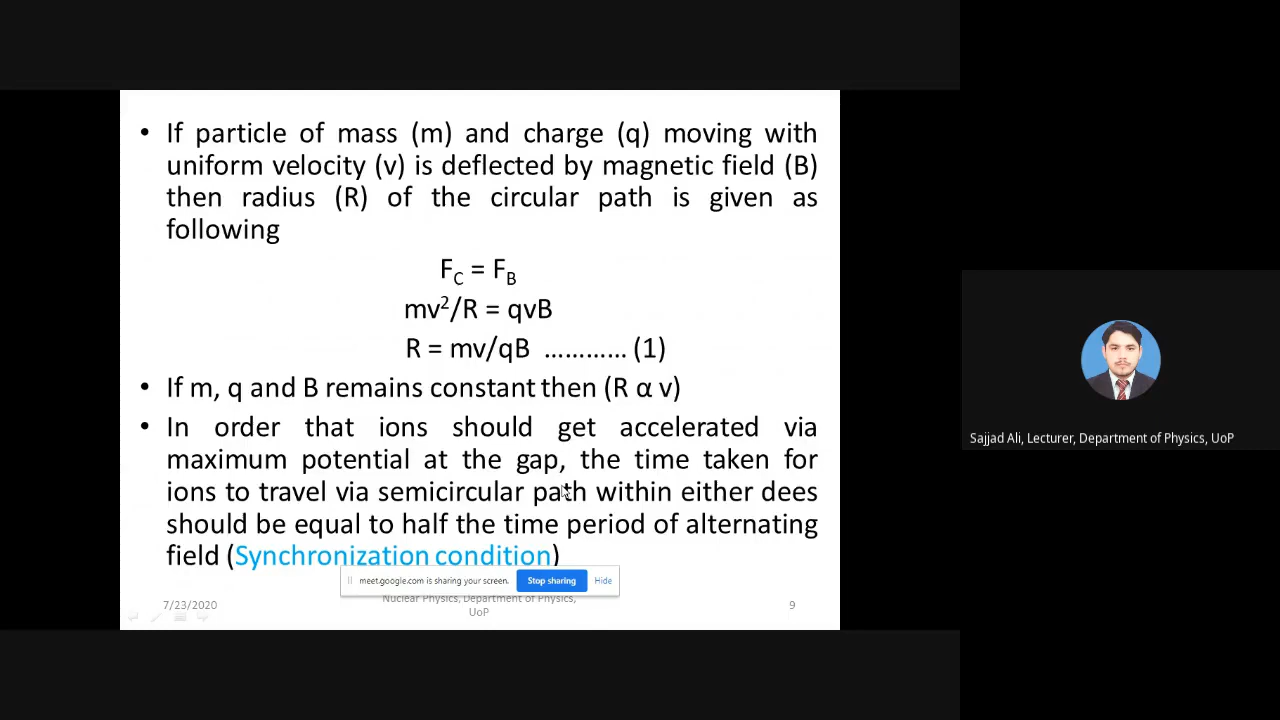 • If particle of mass (m) and charge (q) moving with
uniform velocity (v) is deflected by magnetic field (B)
then radius (R) of the circular path is given as
following
F_C = F_B
mv²/R = qvB
R = mv/qB ………… (1)
• If m, q and B remains constant then (R α v)
• In order that ions should get accelerated via
maximum potential at the gap, the time taken for
ions to travel via semicircular path within either dees
should be equal to half the time period of alternating
field (Synchronization condition)
meet.google.com is sharing your screen. Stop sharing Hide
7/23/2020
Nuclear Physics, Department of Physics,
UoP
9
Sajjad Ali, Lecturer, Department of Physics, UoP